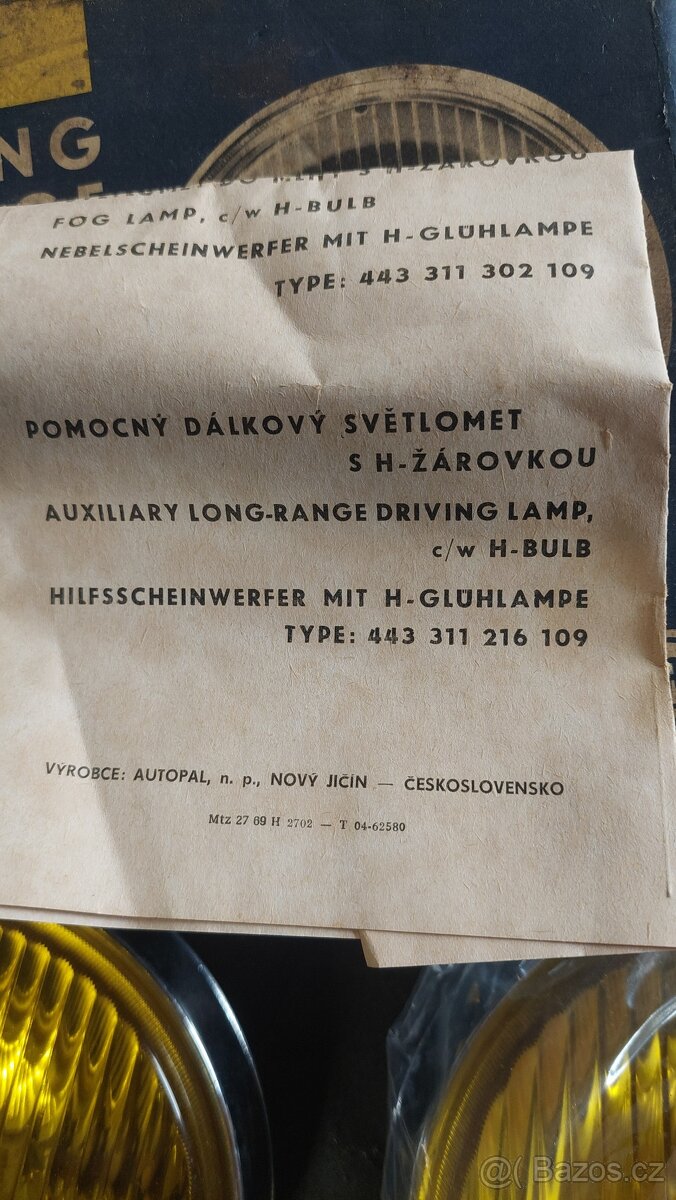 NG
S H-ŽÁROVKOU
FOG LAMP, c/w H-BULB
NEBELSCHEINWERFER MIT H-GLÜHLAMPE
TYPE: 443 311 302 109
POMOCNÝ DÁLKOVÝ SVĚTLOMET
S H-ŽÁROVKOU
AUXILIARY LONG-RANGE DRIVING LAMP,
c/w H-BULB
HILFSSCHEINWERFER MIT H-GLÜHLAMPE
TYPE: 443 311 216 109
VÝROBCE: AUTOPAL, n. p., NOVÝ JIČÍN — ČESKOSLOVENSKO
Mtz 27 69 H 2702 — T 04-62580
@( Bazos.cz